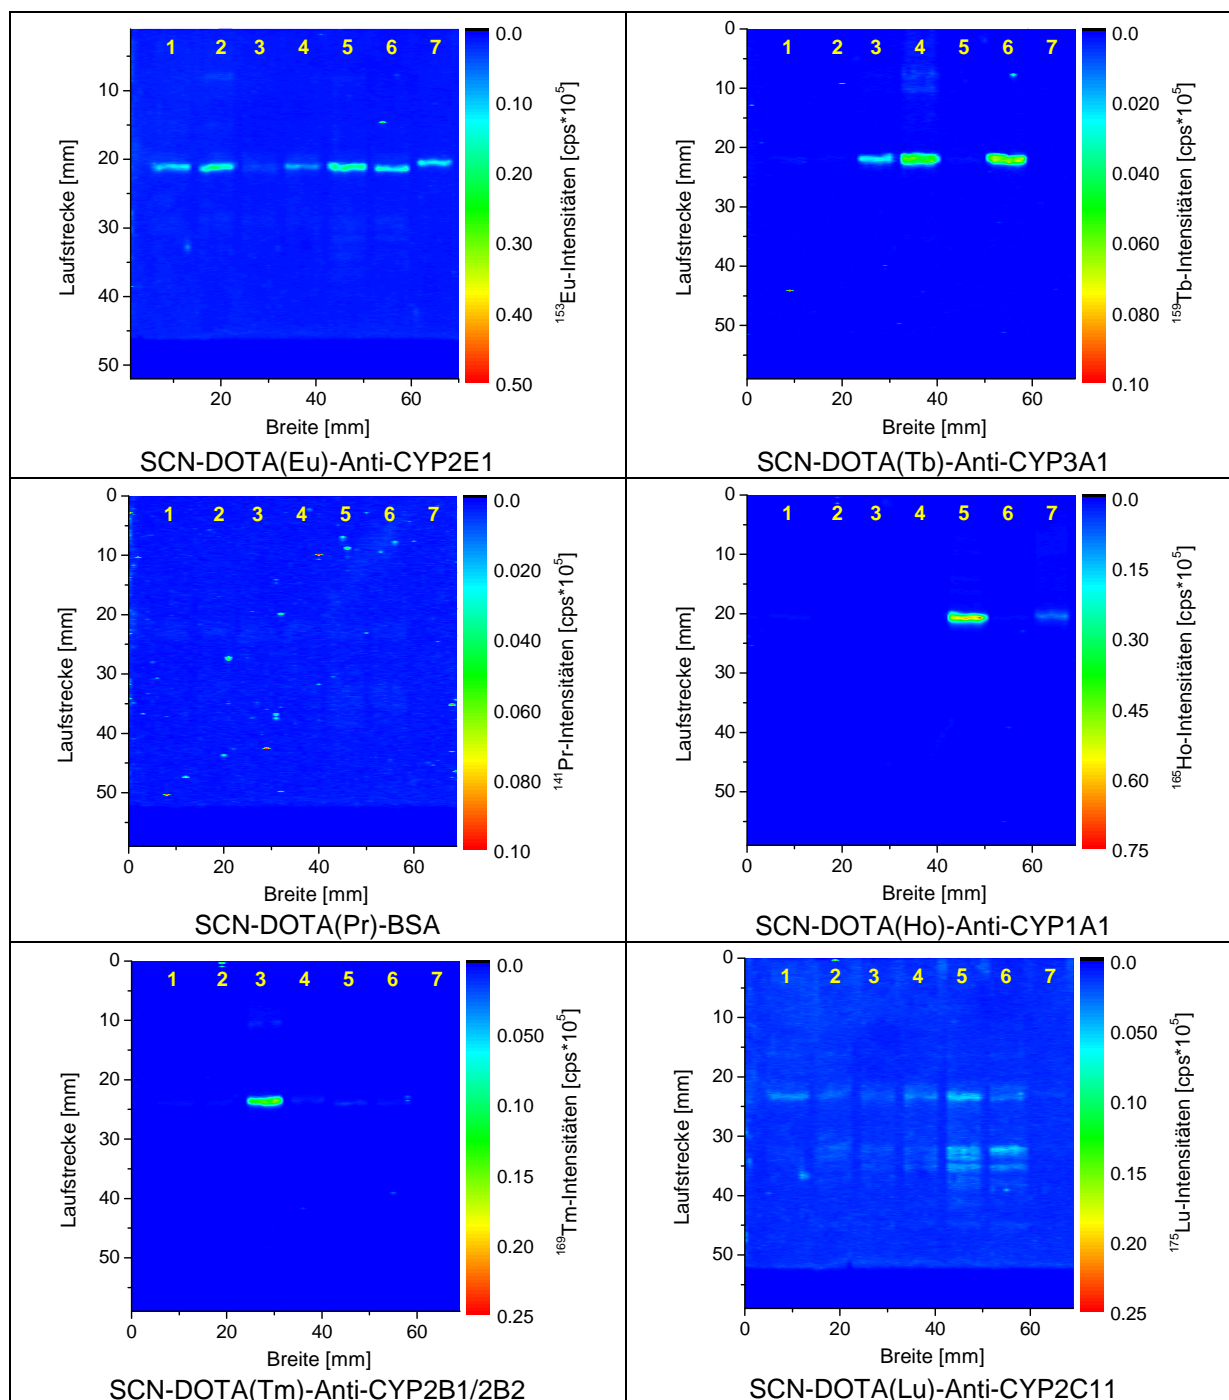 1 2 3 4 5 6 7
10
20
30
40
50
20 40 60
Laufstrecke [mm]
Breite [mm]
0.0
0.10
0.20
0.30
0.40
0.50
¹⁵³Eu-Intensitäten [cps*10⁵]
SCN-DOTA(Eu)-Anti-CYP2E1
1 2 3 4 5 6 7
0
10
20
30
40
50
0 20 40 60
Laufstrecke [mm]
Breite [mm]
0.0
0.020
0.040
0.060
0.080
0.10
¹⁵⁹Tb-Intensitäten [cps*10⁵]
SCN-DOTA(Tb)-Anti-CYP3A1
1 2 3 4 5 6 7
0
10
20
30
40
50
0 20 40 60
Laufstrecke [mm]
Breite [mm]
0.0
0.020
0.040
0.060
0.080
0.10
¹⁴¹Pr-Intensitäten [cps*10⁵]
SCN-DOTA(Pr)-BSA
1 2 3 4 5 6 7
0
10
20
30
40
50
0 20 40 60
Laufstrecke [mm]
Breite [mm]
0.0
0.15
0.30
0.45
0.60
0.75
¹⁶⁵Ho-Intensitäten [cps*10⁵]
SCN-DOTA(Ho)-Anti-CYP1A1
1 2 3 4 5 6 7
0
10
20
30
40
50
0 20 40 60
Laufstrecke [mm]
Breite [mm]
0.0
0.050
0.10
0.15
0.20
0.25
¹⁶⁹Tm-Intensitäten [cps*10⁵]
SCN-DOTA(Tm)-Anti-CYP2B1/2B2
1 2 3 4 5 6 7
0
10
20
30
40
50
0 20 40 60
Laufstrecke [mm]
Breite [mm]
0.0
0.050
0.10
0.15
0.20
0.25
¹⁷⁵Lu-Intensitäten [cps*10⁵]
SCN-DOTA(Lu)-Anti-CYP2C11